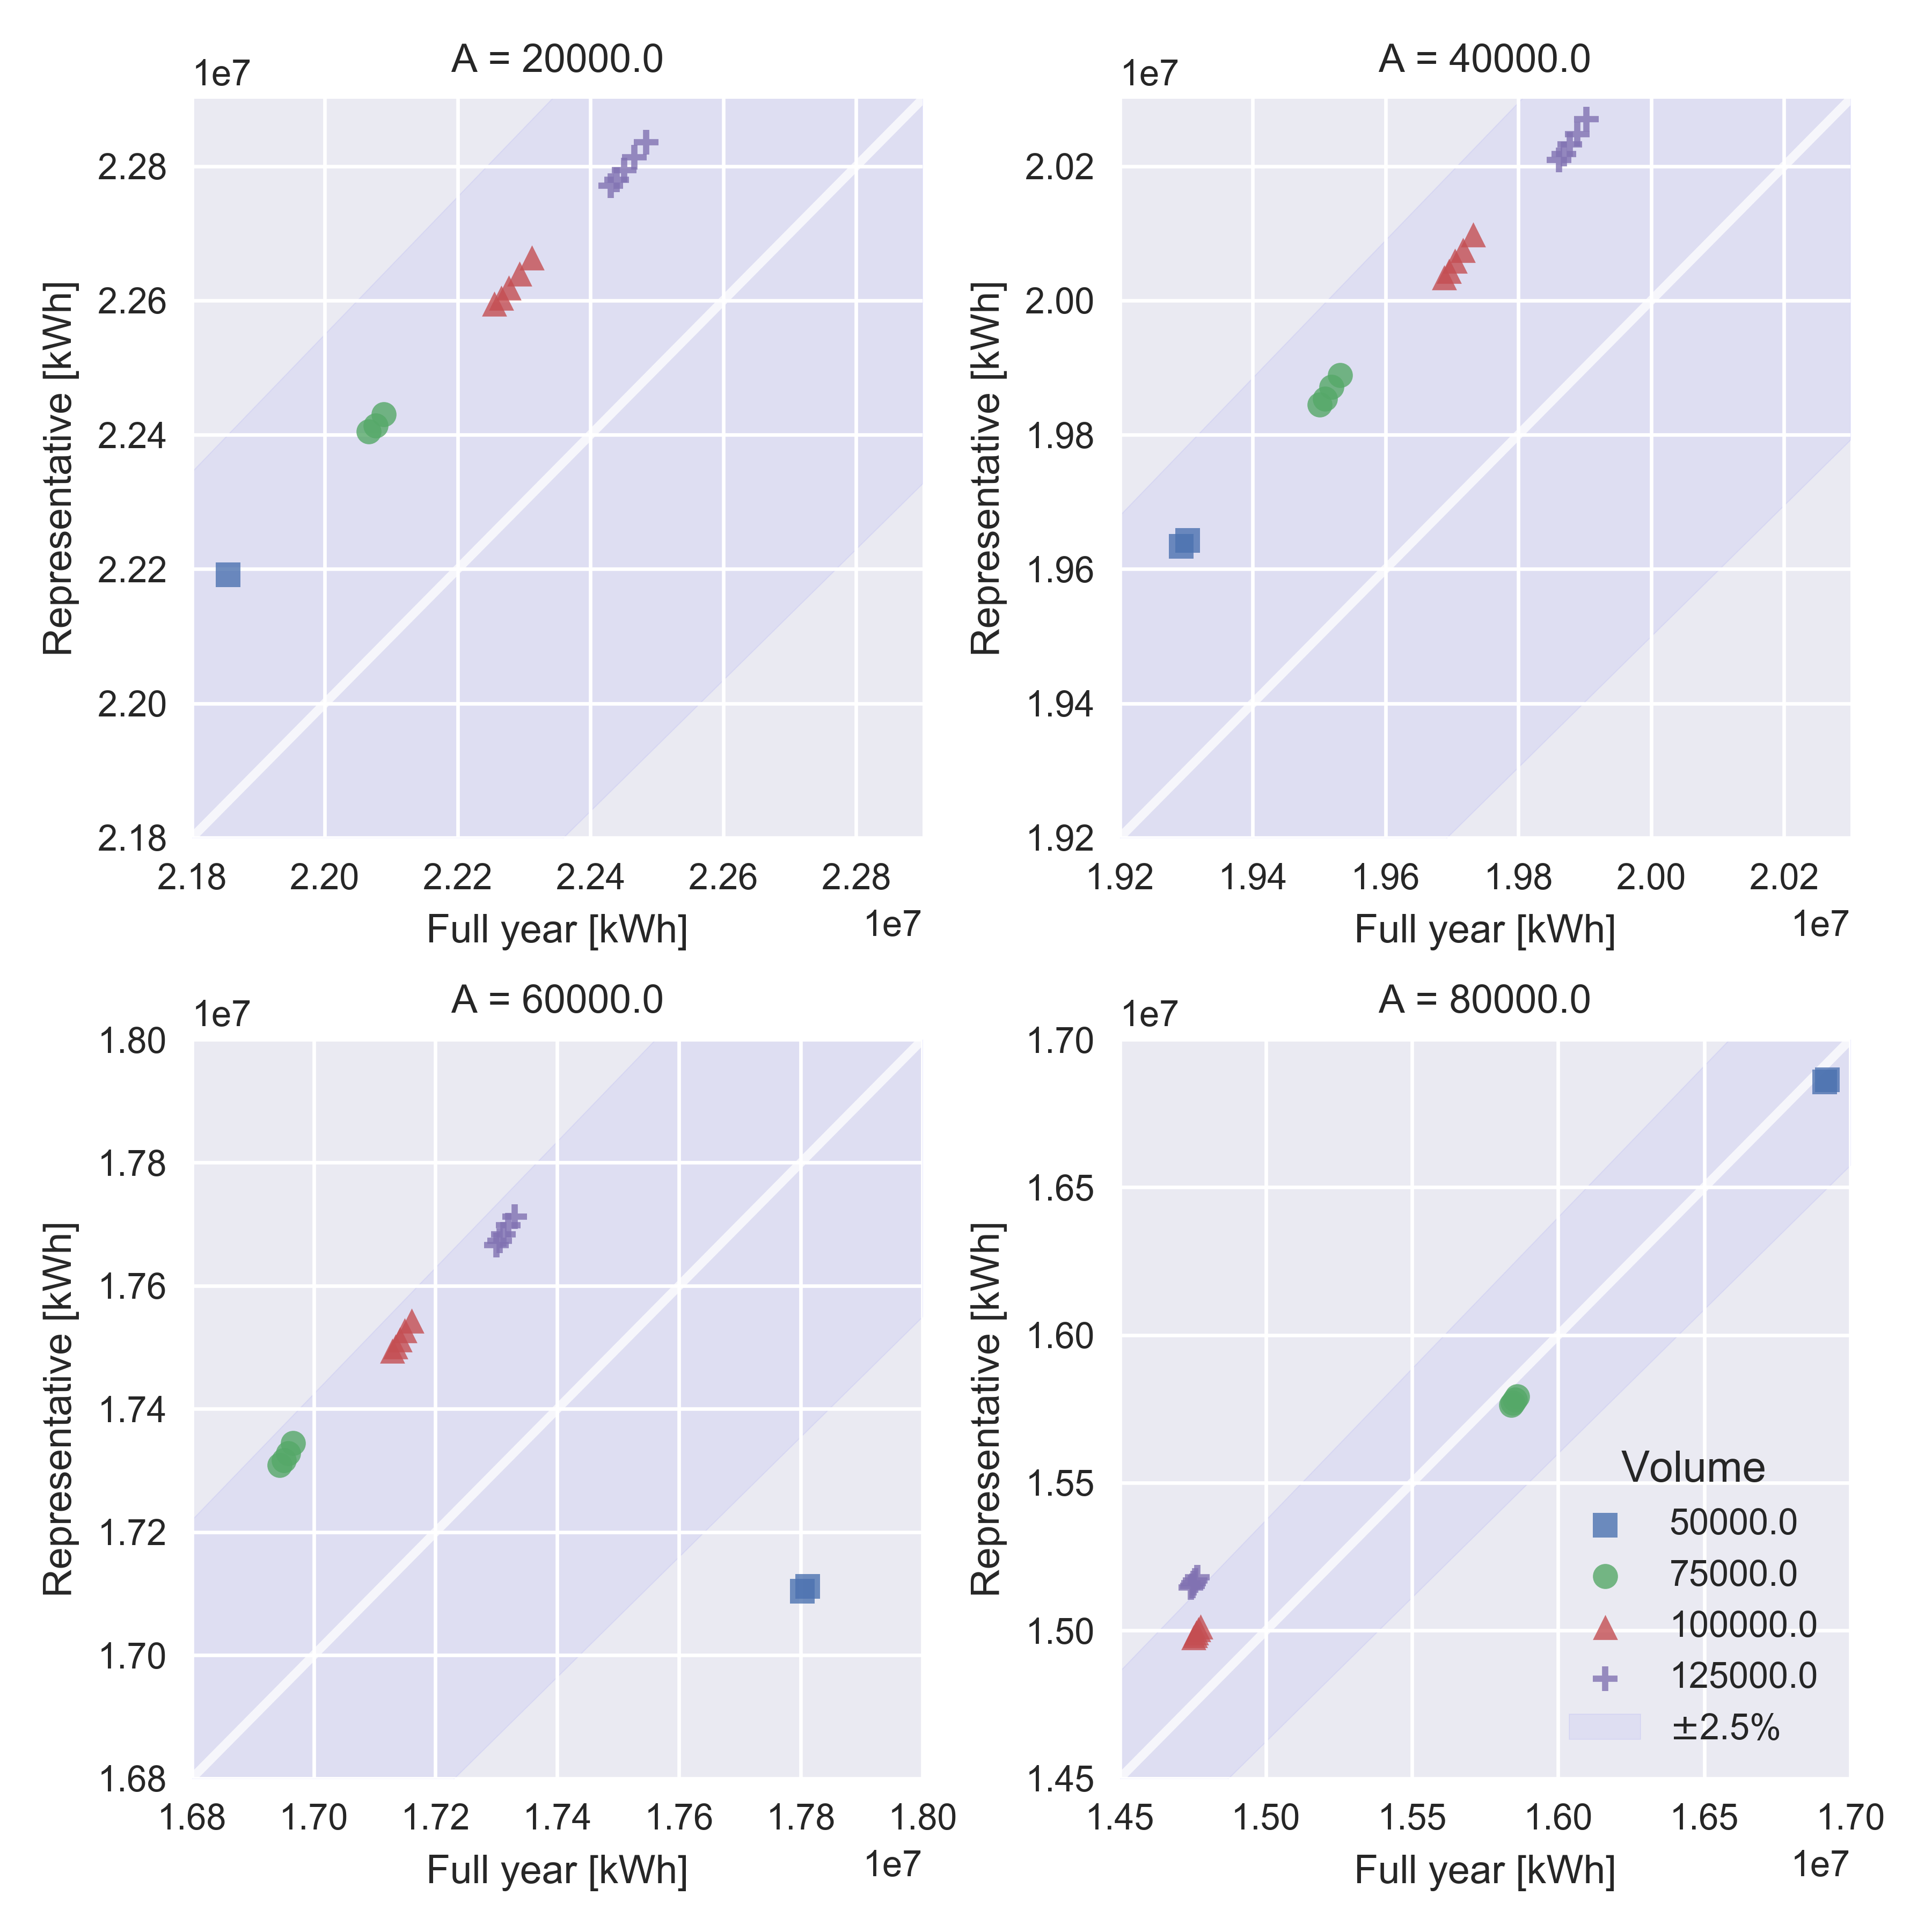 A = 20000.0
1e7
2.28
2.26
2.24
2.22
2.20
2.18
Representative [kWh]
2.18 2.20 2.22 2.24 2.26 2.28
1e7
Full year [kWh]
A = 40000.0
1e7
2.02
2.00
1.98
1.96
1.94
1.92
Representative [kWh]
1.92 1.94 1.96 1.98 2.00 2.02
1e7
Full year [kWh]
A = 60000.0
1e7
1.80
1.78
1.76
1.74
1.72
1.70
1.68
Representative [kWh]
1.68 1.70 1.72 1.74 1.76 1.78 1.80
1e7
Full year [kWh]
A = 80000.0
1e7
1.70
1.65
1.60
1.55
1.50
1.45
Representative [kWh]
Volume
50000.0
75000.0
100000.0
125000.0
±2.5%
1.45 1.50 1.55 1.60 1.65 1.70
1e7
Full year [kWh]